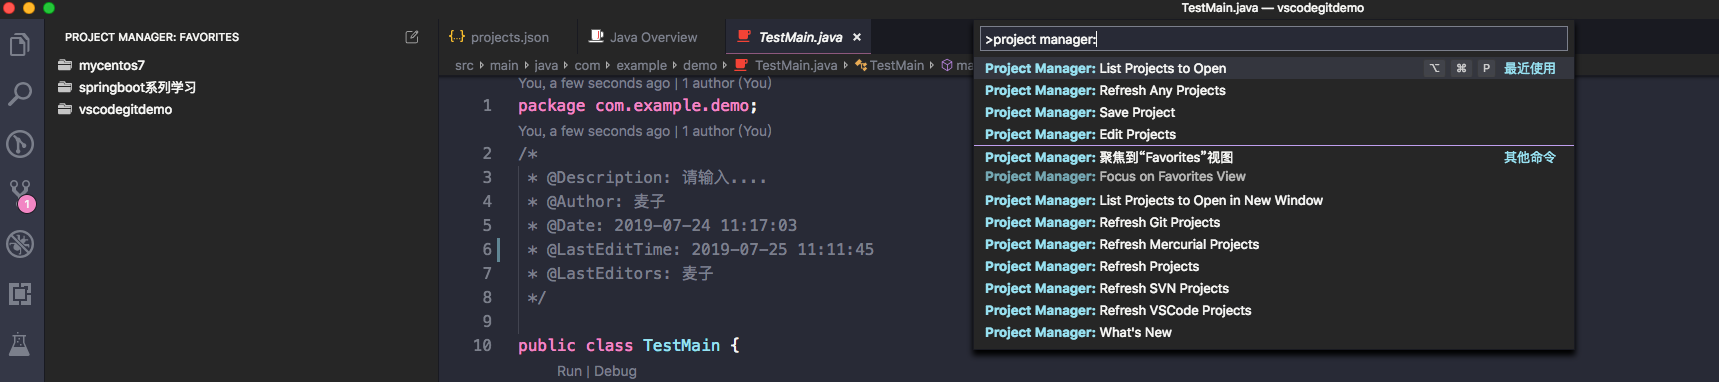 TestMain.java — vscodegitdemo
PROJECT MANAGER: FAVORITES
mycentos7
springboot系列学习
vscodegitdemo
1
{..} projects.json
Java Overview
TestMain.java ×
src › main › java › com › example › demo › TestMain.java › TestMain › ma
You, a few seconds ago | 1 author (You)
1 package com.example.demo;
You, a few seconds ago | 1 author (You)
2 /*
3 * @Description: 请输入....
4 * @Author: 麦子
5 * @Date: 2019-07-24 11:17:03
6 * @LastEditTime: 2019-07-25 11:11:45
7 * @LastEditors: 麦子
8 */
9
10 public class TestMain {
Run | Debug
>project manager:
Project Manager: List Projects to Open ⌥ ⌘ P 最近使用
Project Manager: Refresh Any Projects
Project Manager: Save Project
Project Manager: Edit Projects
Project Manager: 聚焦到“Favorites”视图 其他命令
Project Manager: Focus on Favorites View
Project Manager: List Projects to Open in New Window
Project Manager: Refresh Git Projects
Project Manager: Refresh Mercurial Projects
Project Manager: Refresh Projects
Project Manager: Refresh SVN Projects
Project Manager: Refresh VSCode Projects
Project Manager: What's New